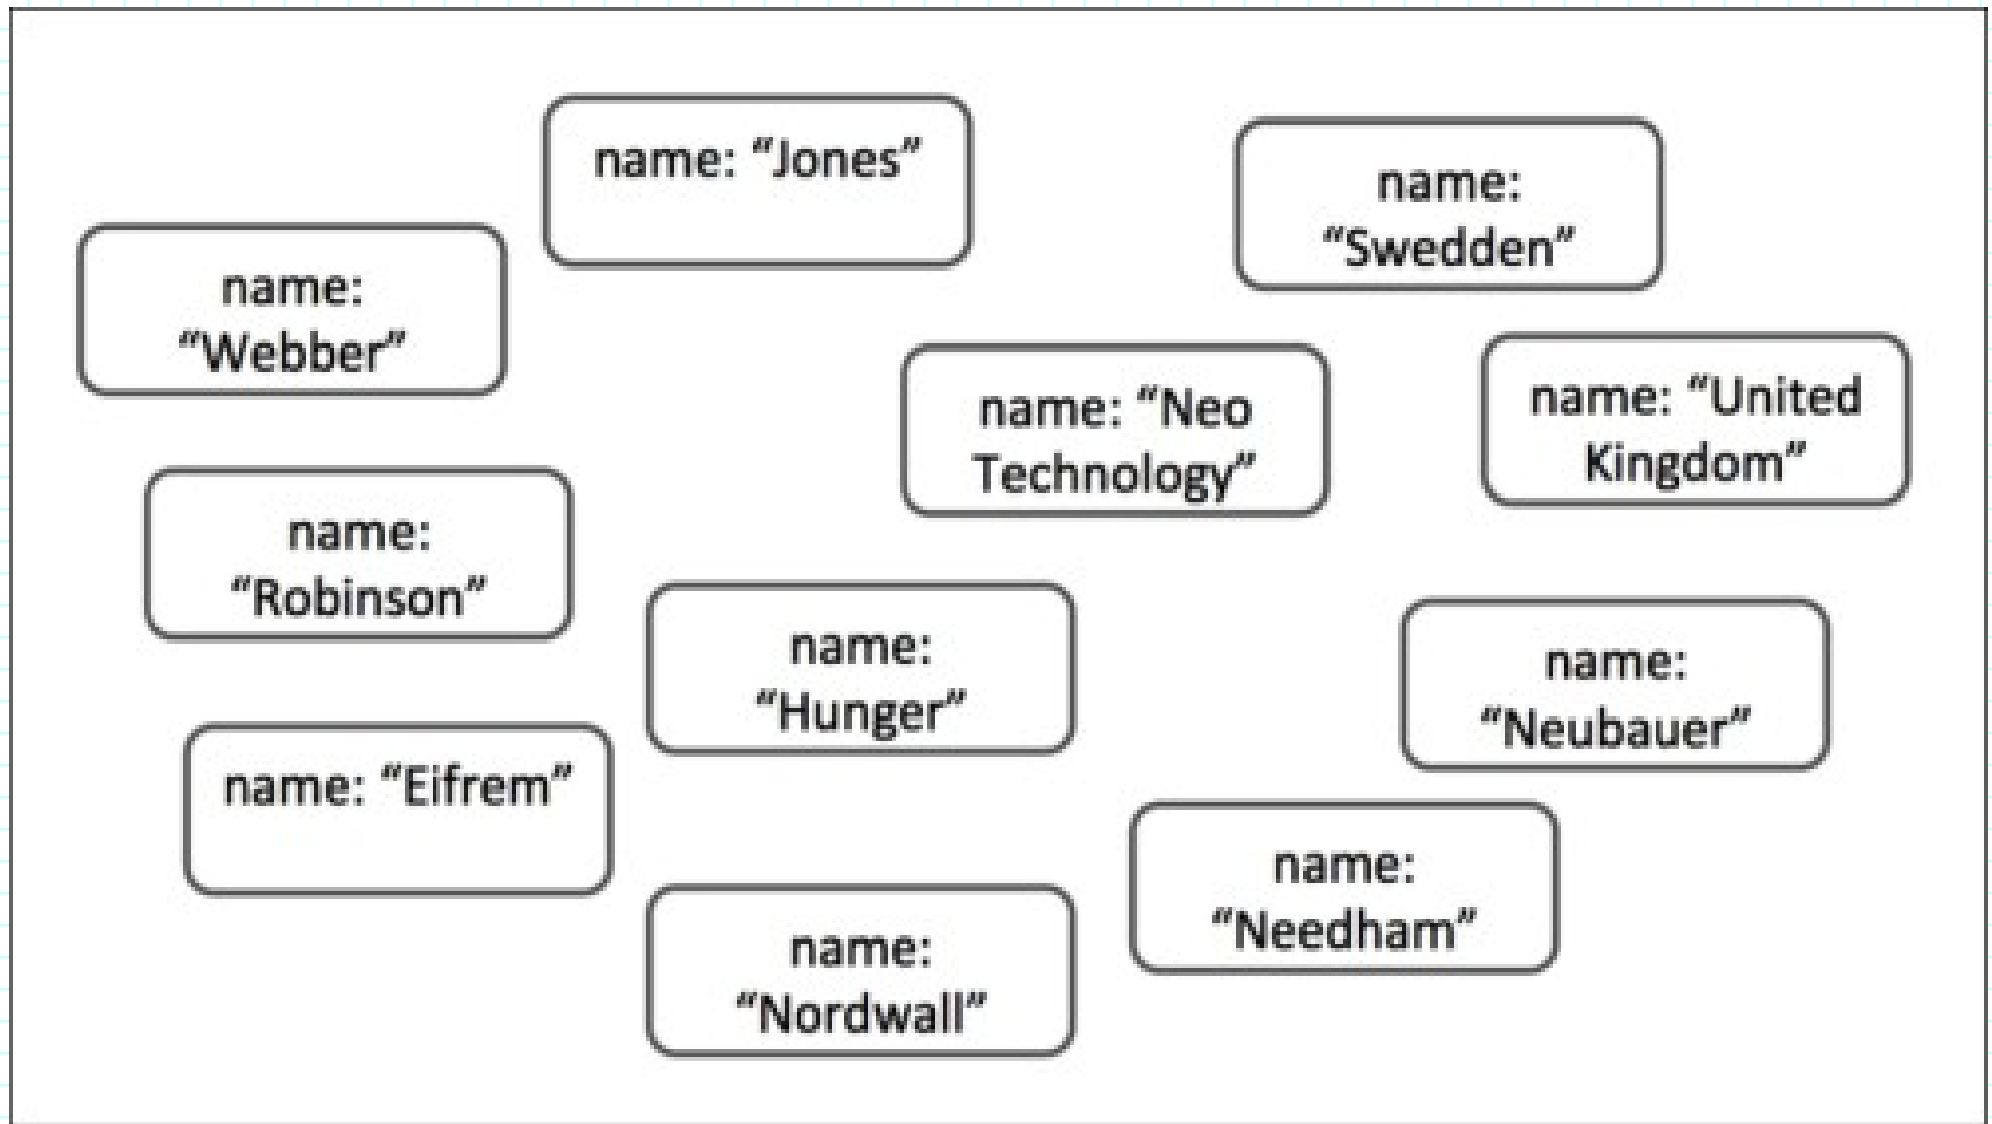 name: “Jones”
name:
“Swedden”
name:
“Webber”
name: “Neo
Technology”
name: “United
Kingdom”
name:
“Robinson”
name:
“Hunger”
name:
“Neubauer”
name: “Eifrem”
name:
“Needham”
name:
“Nordwall”